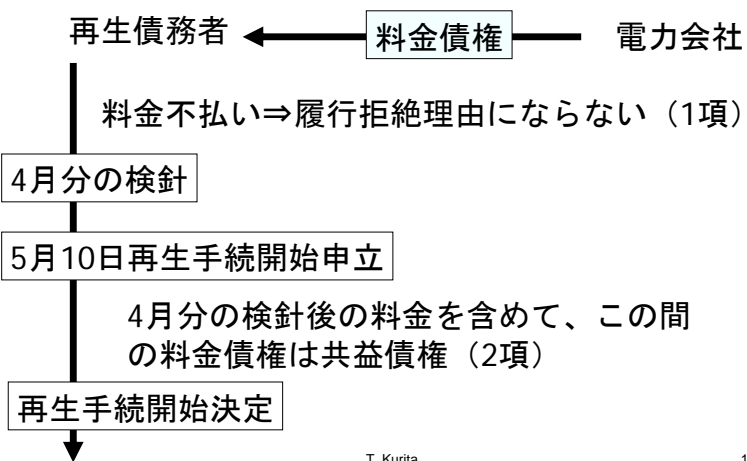 再生債務者
料金債権
電力会社
料金不払い⇒履行拒絶理由にならない（1項）
4月分の検針
5月10日再生手続開始申立
4月分の検針後の料金を含めて、この間
の料金債権は共益債権（2項）
再生手続開始決定
T. Kurita
1